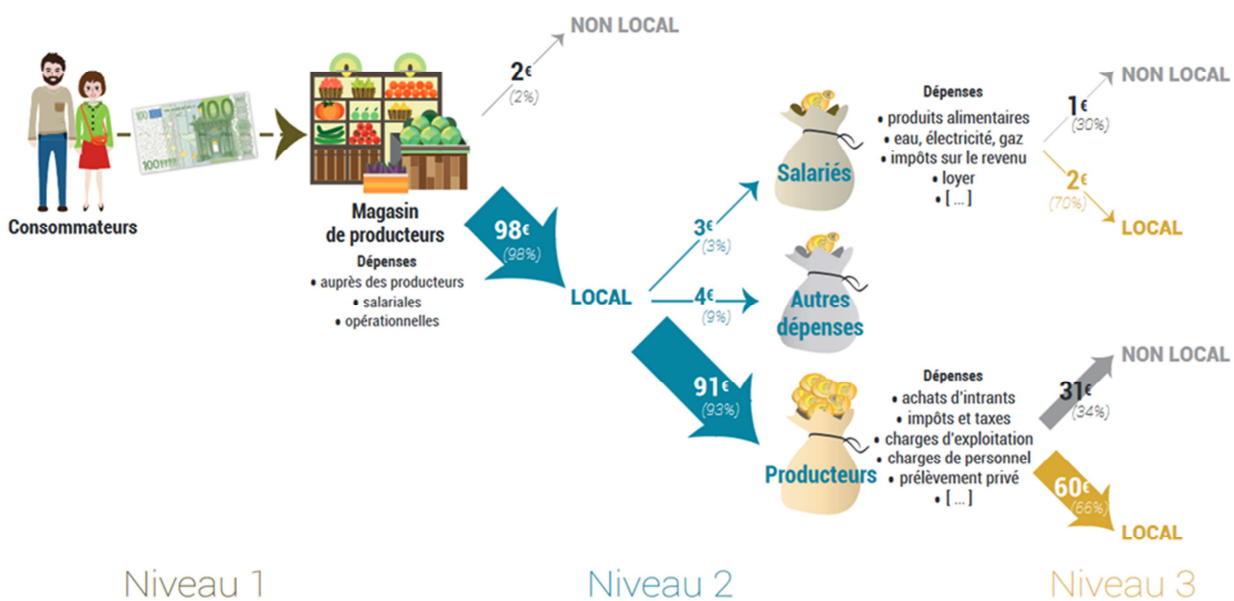 100
100
Consommateurs
Magasin
de producteurs
Dépenses
• auprès des producteurs
• salariales
• opérationnelles
2€
(2%)
NON LOCAL
98€
(98%)
LOCAL
3€
(3%)
4€
(9%)
91€
(93%)
Salariés
Dépenses
• produits alimentaires
• eau, électricité, gaz
• impôts sur le revenu
• loyer
• [ ... ]
1€
(30%)
NON LOCAL
2€
(70%)
LOCAL
Autres
dépenses
Producteurs
Dépenses
• achats d'intrants
• impôts et taxes
• charges d'exploitation
• charges de personnel
• prélèvement privé
• [ ... ]
31€
(34%)
NON LOCAL
60€
(66%)
LOCAL
Niveau 1
Niveau 2
Niveau 3